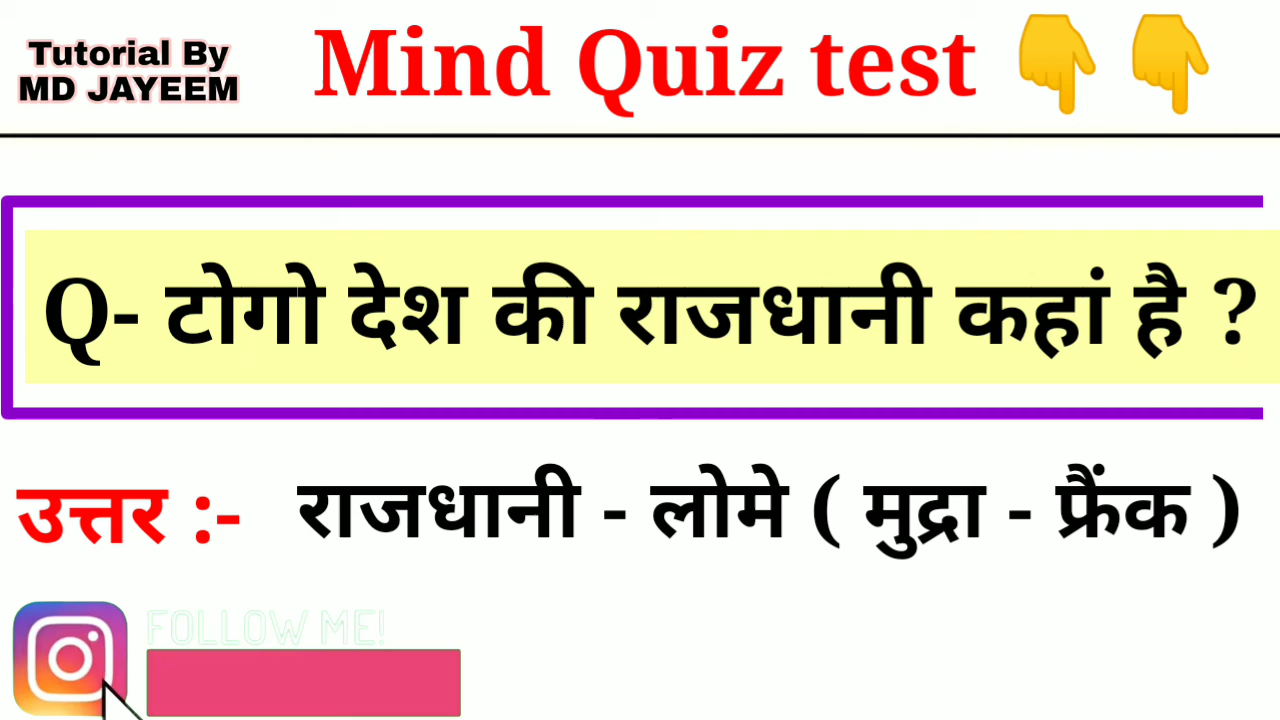 Tutorial By
MD JAYEEM
Mind Quiz test 👇👇
Q- टोगो देश की राजधानी कहां है ?
उत्तर :- राजधानी - लोमे ( मुद्रा - फ्रैंक )
FOLLOW ME!